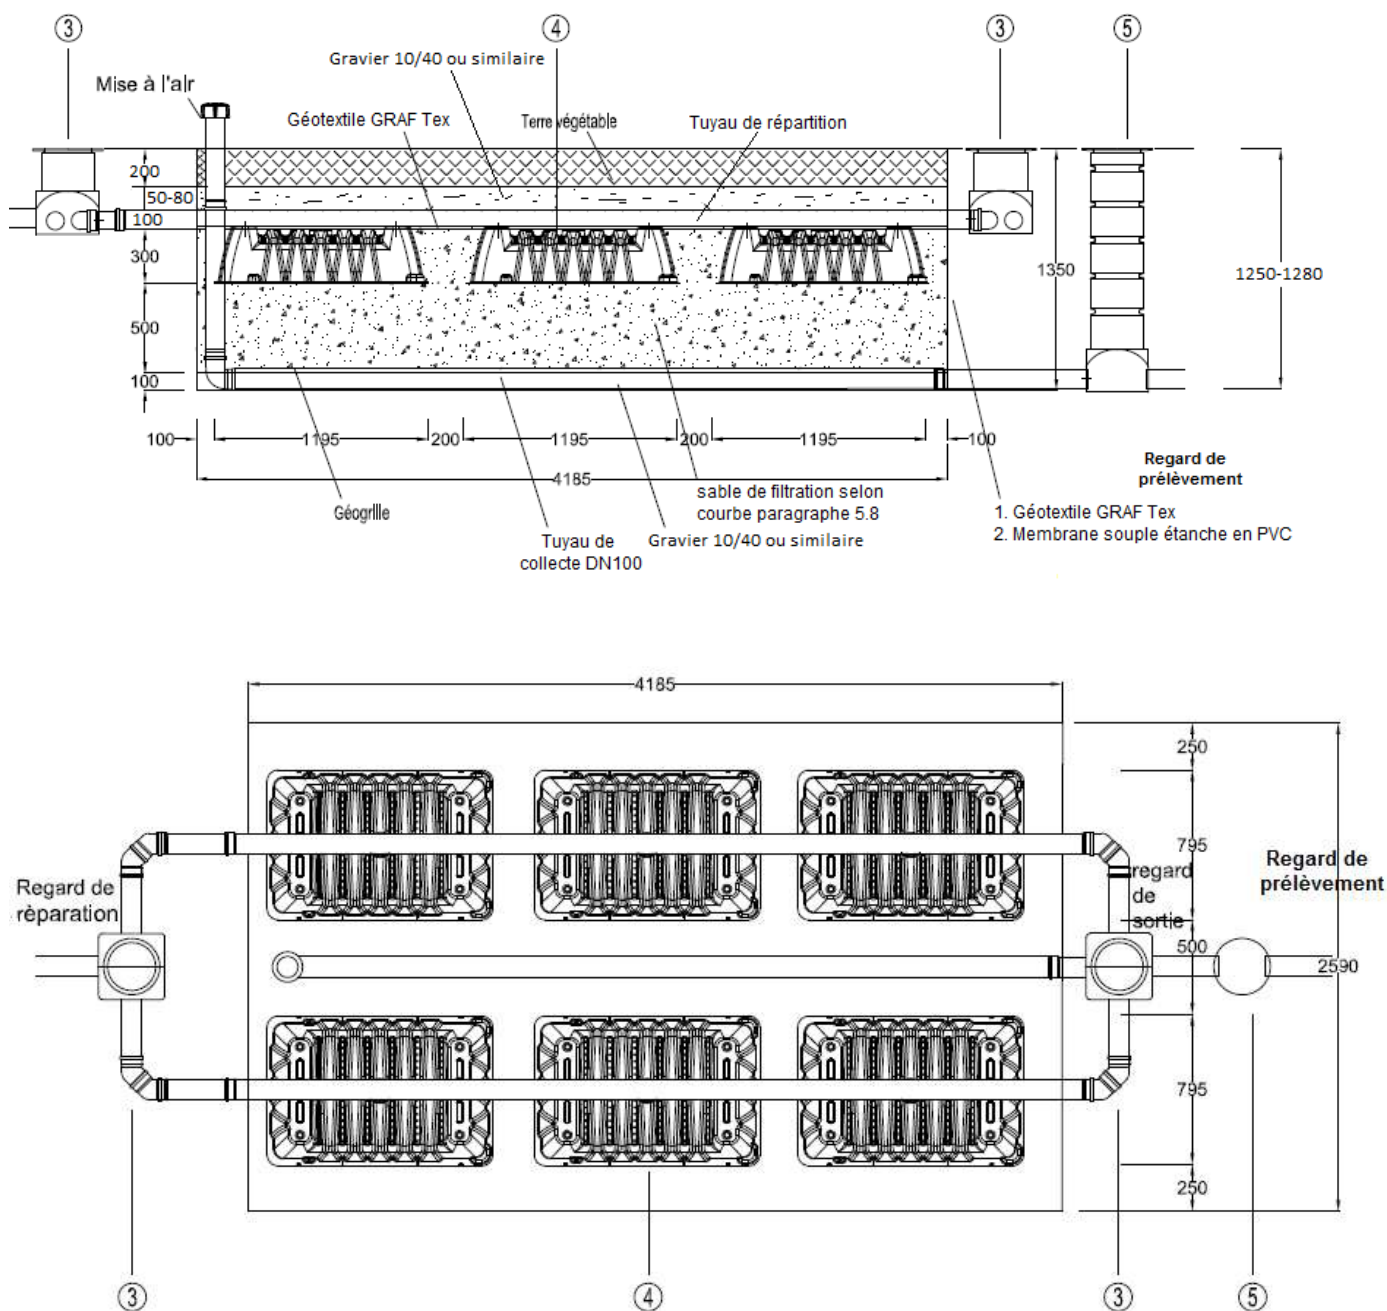 3
4
3
5
Gravier 10/40 ou similaire
Mise à l'air
Géotextile GRAF Tex
Terre végétable
Tuyau de répartition
200
50-80
100
300
500
100
1350
1250-1280
100
1195
200
1195
200
1195
100
4185
Regard de
prélèvement
Géogrille
sable de filtration selon
courbe paragraphe 5.8
1. Géotextile GRAF Tex
2. Membrane souple étanche en PVC
Tuyau de
collecte DN100
Gravier 10/40 ou similaire
4185
250
795
Regard de
prélèvement
Regard de
rèparation
regard
de
sortie
500
2590
795
250
3
4
3
5